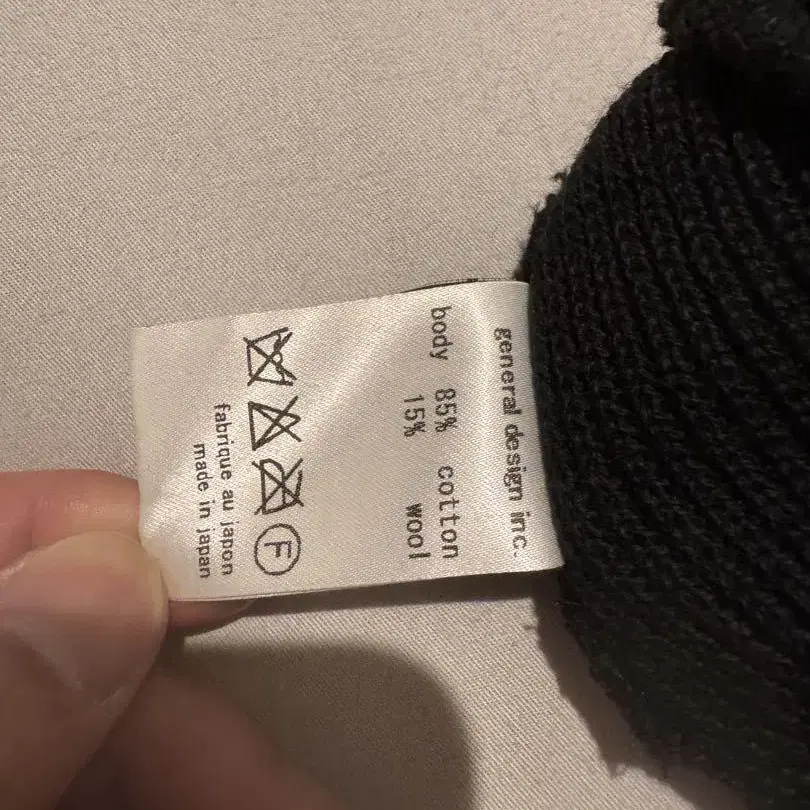 general design inc.
body 85% cotton
15% wool
F
fabrique au japon
made in japan